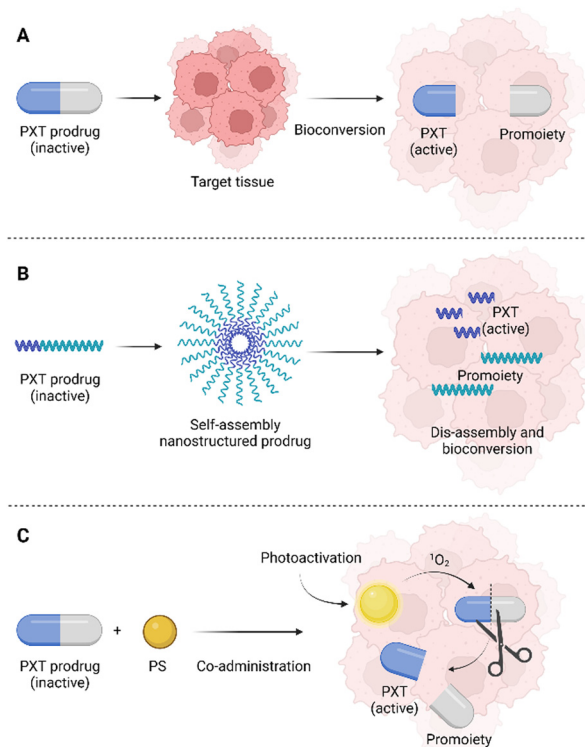 A
PXT prodrug
(inactive)
Target tissue
Bioconversion
PXT
(active)
Promoiety
B
PXT prodrug
(inactive)
Self-assembly
nanostructured prodrug
PXT
(active)
Promoiety
Dis-assembly and
bioconversion
C
Photoactivation
¹O₂
PXT prodrug
(inactive)
+
PS
Co-administration
PXT
(active)
Promoiety